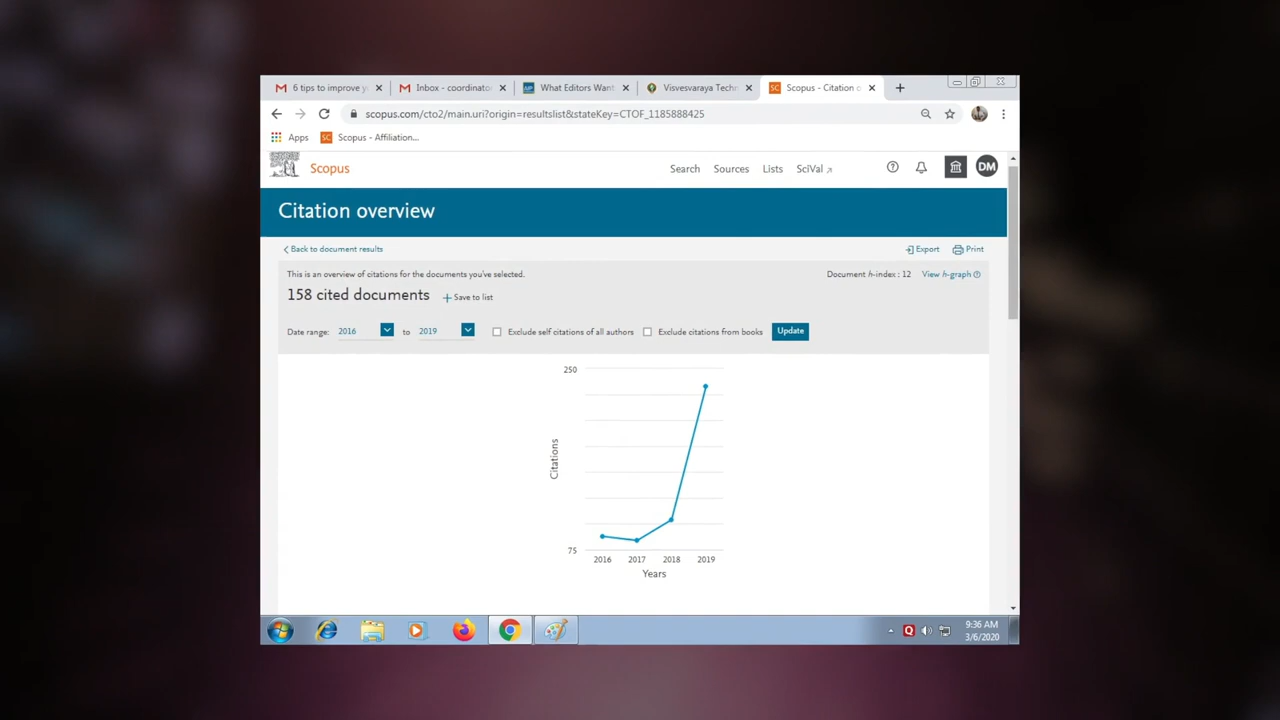 6 tips to improve y
Inbox - coordinato
What Editors Want
Visvesvaraya Techn
Scopus - Citation o
scopus.com/cto2/main.uri?origin=resultslist&stateKey=CTOF_1185888425
Apps
SC Scopus - Affiliation...
Scopus
Search Sources Lists SciVal
DM
Citation overview
Back to document results
Export Print
This is an overview of citations for the documents you've selected.
Document h-index : 12 View h-graph
158 cited documents + Save to list
Date range: 2016 to 2019 Exclude self citations of all authors Exclude citations from books Update
250
Citations
75
2016 2017 2018 2019
Years
9:36 AM
3/6/2020